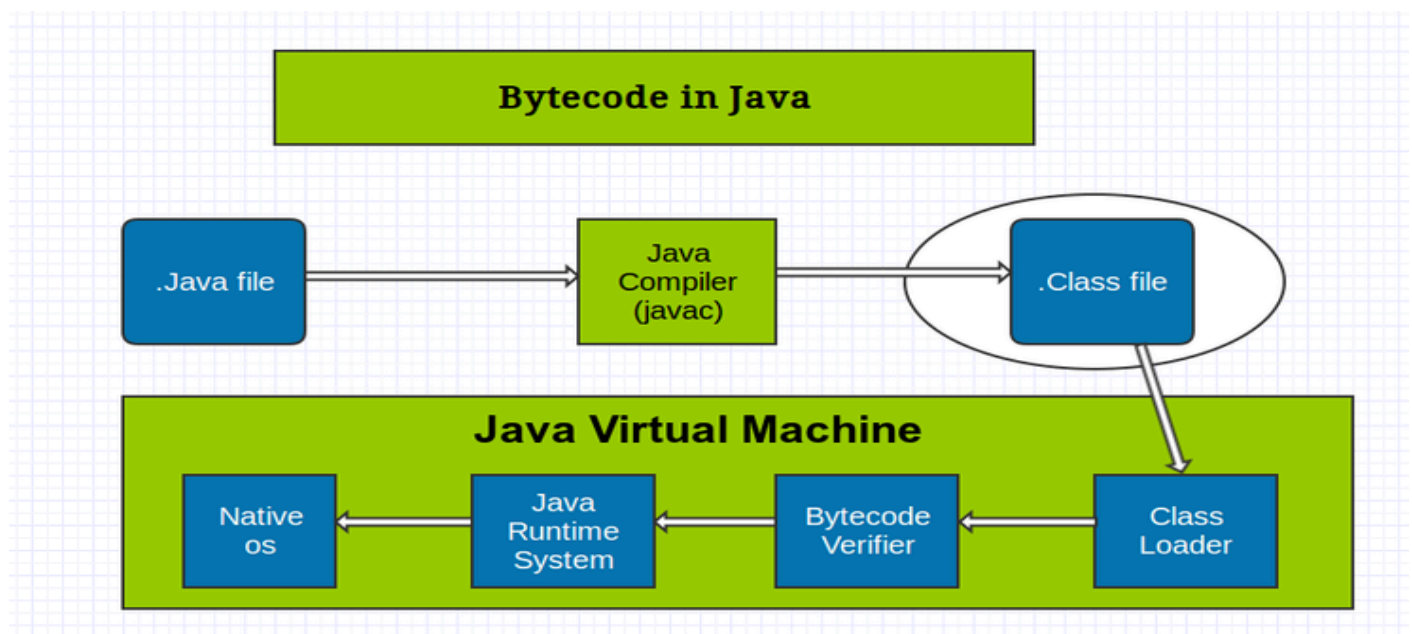 Bytecode in Java
.Java file
Java
Compiler
(javac)
.Class file
Java Virtual Machine
Native
os
Java
Runtime
System
Bytecode
Verifier
Class
Loader